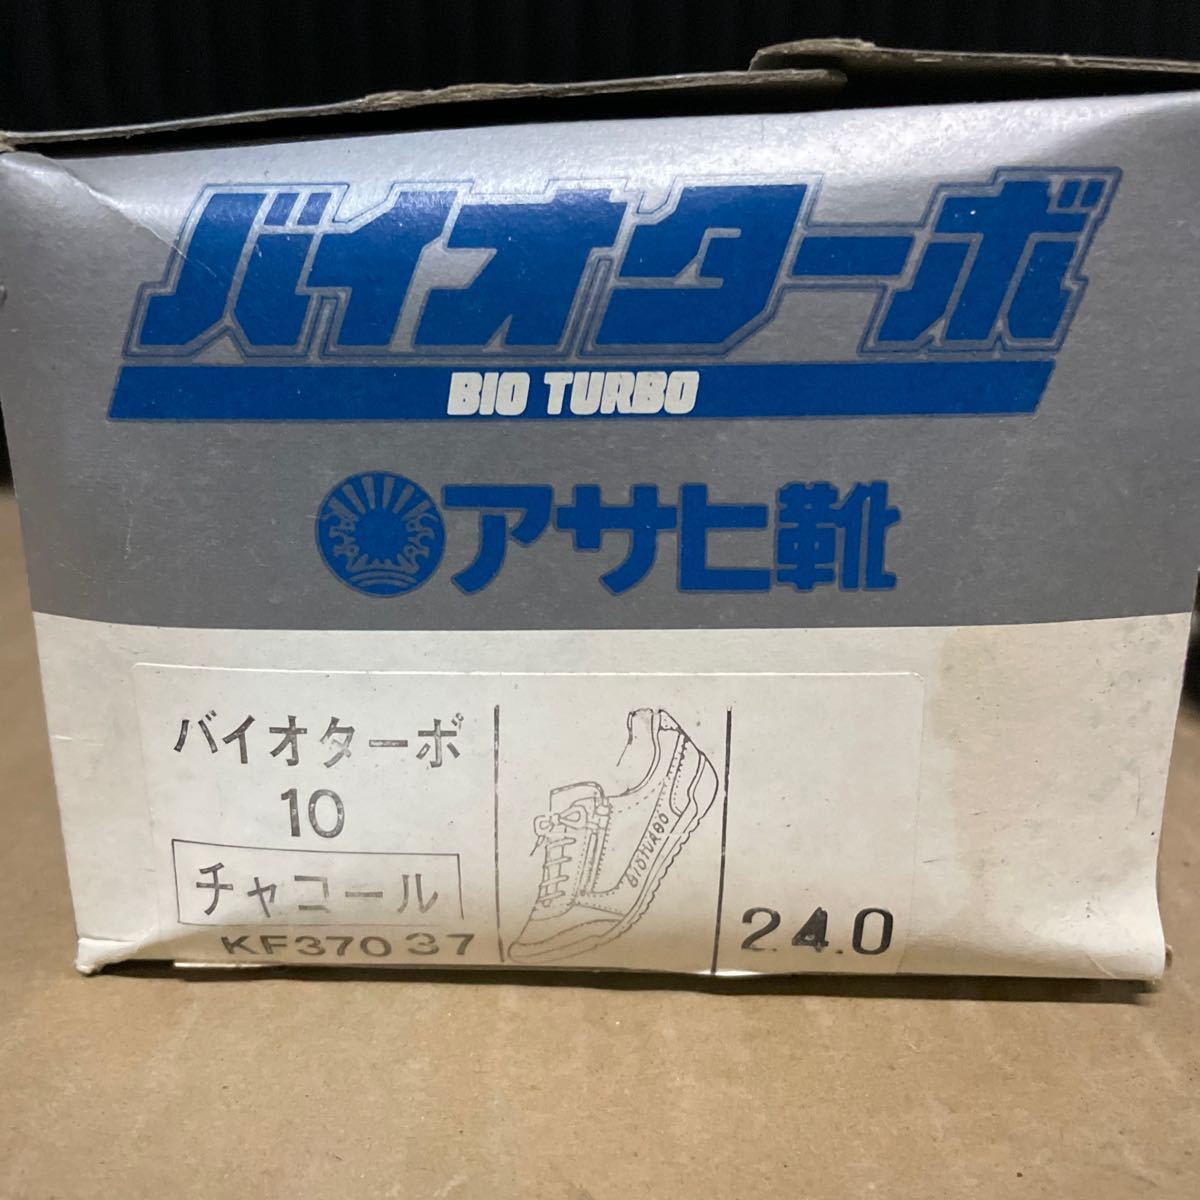 バイオターボ
BIO TURBO
アサヒ靴
バイオターボ
10
チャコール
KF37037
BIOTURBO
24.0